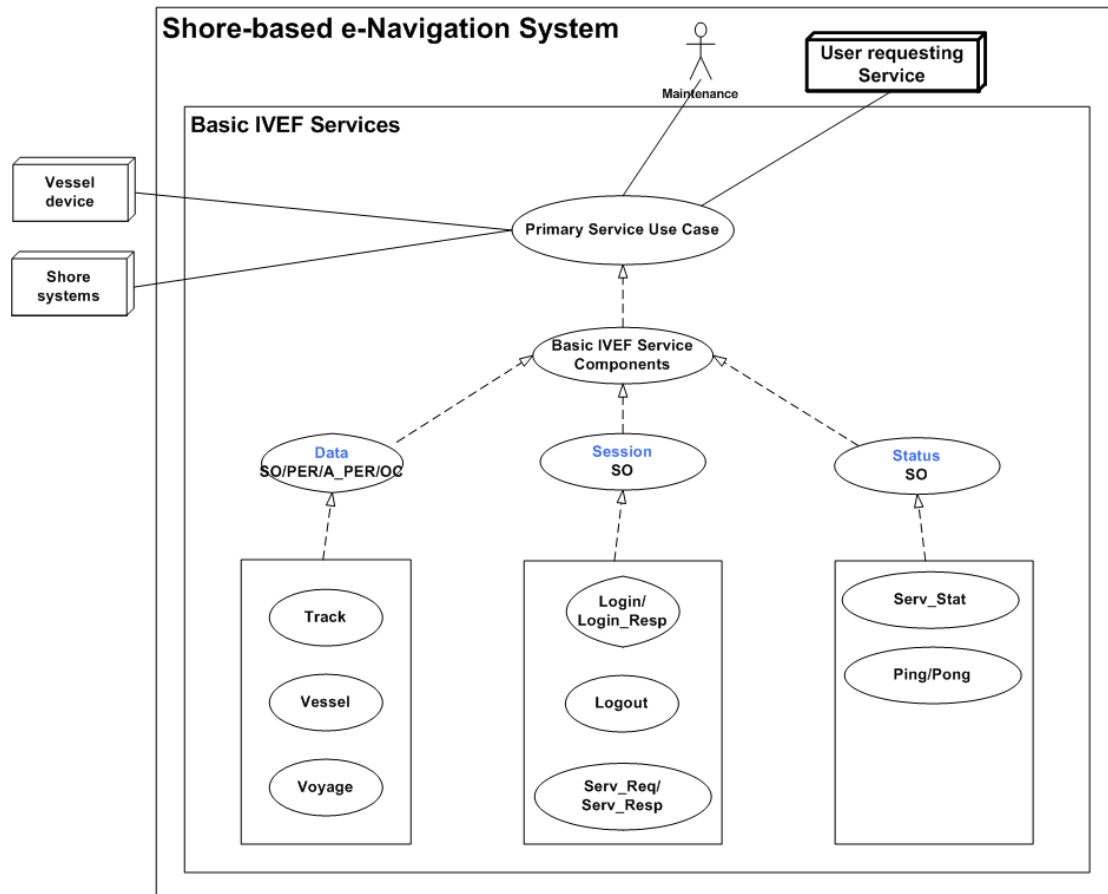 Shore-based e-Navigation System
User requesting
Service
Maintenance
Basic IVEF Services
Vessel
device
Primary Service Use Case
Shore
systems
Basic IVEF Service
Components
Data
SO/PER/A_PER/OC
Session
SO
Status
SO
Track
Vessel
Voyage
Login/
Login_Resp
Logout
Serv_Req/
Serv_Resp
Serv_Stat
Ping/Pong